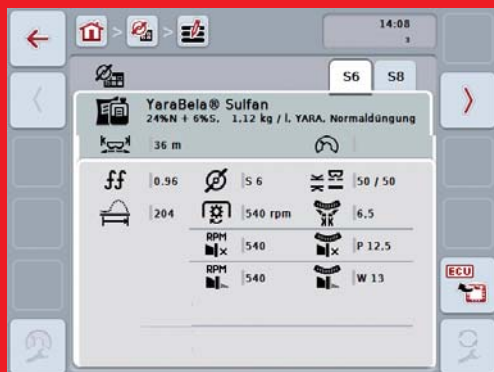 14:08
3
S6 S8
YaraBela® Sulfan
24%N + 6%S, 1,12 kg / l, YARA, Normaldüngung
36 m
ff 0.96 S 6 50 / 50
204 540 rpm 6.5
RPM 540 P 12.5
RPM 540 W 13
ECU